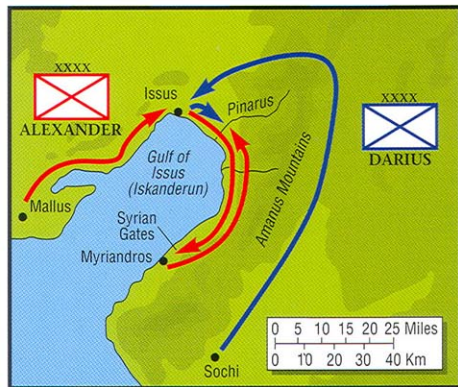 XXXX
ALEXANDER
Issus
Pinarus
XXXX
DARIUS
Gulf of
Issus
(Iskanderun)
Mallus
Amanus Mountains
Syrian
Gates
Myriandros
Sochi
0 5 10 15 20 25 Miles
0 10 20 30 40 Km